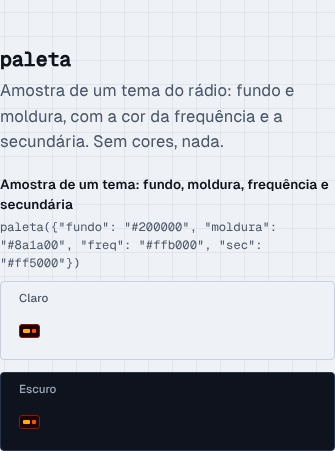 paleta
Amostra de um tema do rádio: fundo e
moldura, com a cor da frequência e a
secundária. Sem cores, nada.
Amostra de um tema: fundo, moldura, frequência e
secundária
paleta({"fundo": "#200000", "moldura":
"#8a1a00", "freq": "#ffb000", "sec":
"#ff5000"})
Claro
Escuro